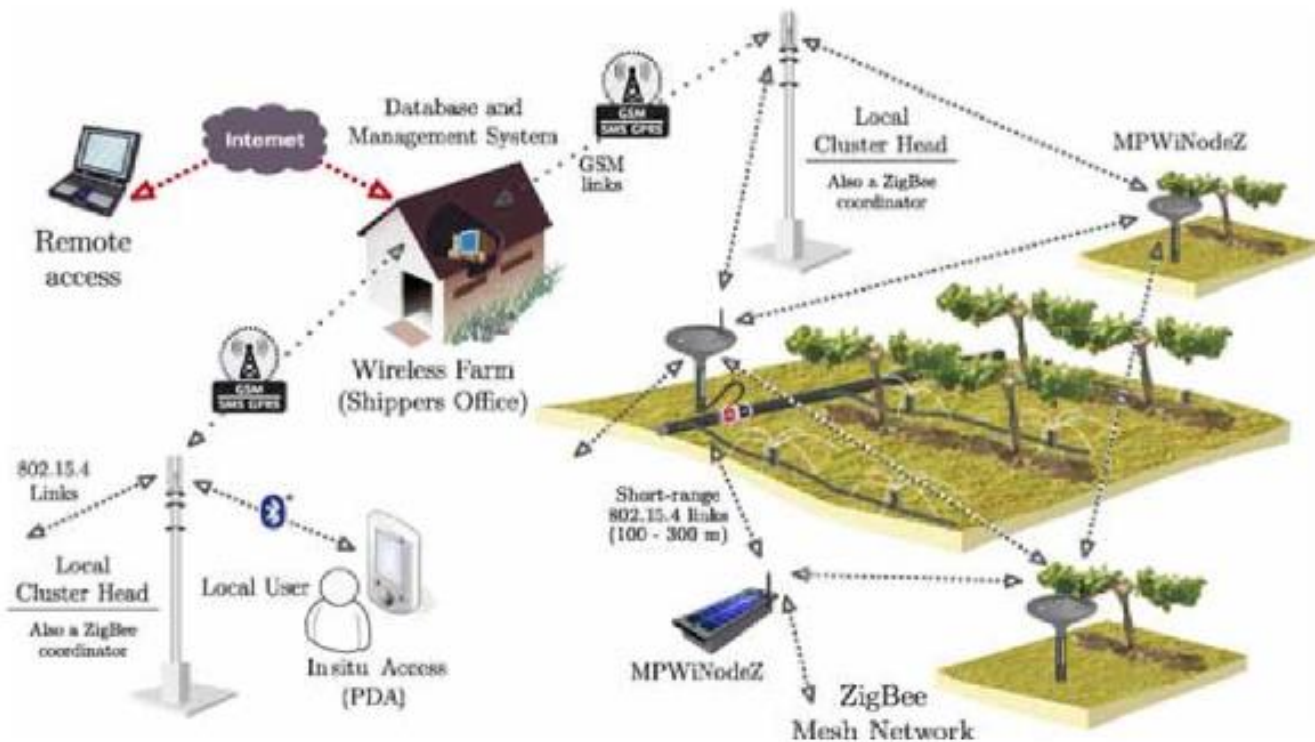 Internet
Database and
Management System
GSM
SMS GPRS
GSM
links
Local
Cluster Head
Also a ZigBee
coordinator
MPWiNodeZ
Remote
access
Wireless Farm
(Shippers Office)
GSM
SMS GPRS
802.15.4
Links
Local
Cluster Head
Also a ZigBee
coordinator
Local User
In situ Access
(PDA)
Short-range
802.15.4 links
(100 - 300 m)
MPWiNodeZ
ZigBee
Mesh Network